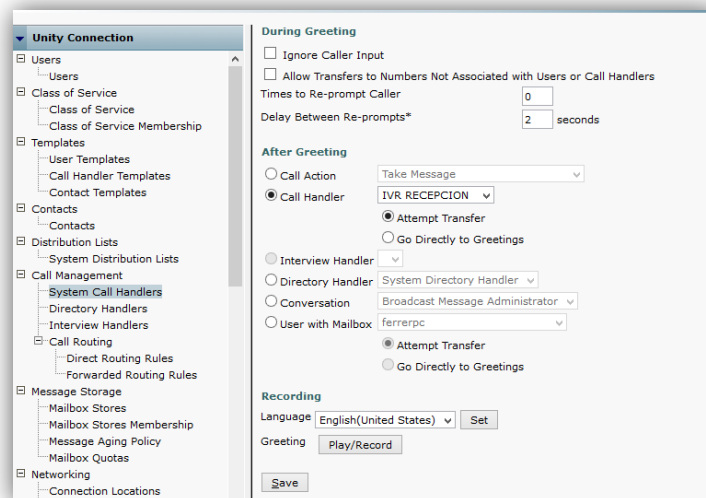 Unity Connection
Users
Users
Class of Service
Class of Service
Class of Service Membership
Templates
User Templates
Call Handler Templates
Contact Templates
Contacts
Contacts
Distribution Lists
System Distribution Lists
Call Management
System Call Handlers
Directory Handlers
Interview Handlers
Call Routing
Direct Routing Rules
Forwarded Routing Rules
Message Storage
Mailbox Stores
Mailbox Stores Membership
Message Aging Policy
Mailbox Quotas
Networking
Connection Locations
During Greeting
Ignore Caller Input
Allow Transfers to Numbers Not Associated with Users or Call Handlers
Times to Re-prompt Caller 0
Delay Between Re-prompts* 2 seconds
After Greeting
Call Action Take Message
Call Handler IVR RECEPCION
Attempt Transfer
Go Directly to Greetings
Interview Handler
Directory Handler System Directory Handler
Conversation Broadcast Message Administrator
User with Mailbox ferrerpc
Attempt Transfer
Go Directly to Greetings
Recording
Language English(United States) Set
Greeting Play/Record
Save